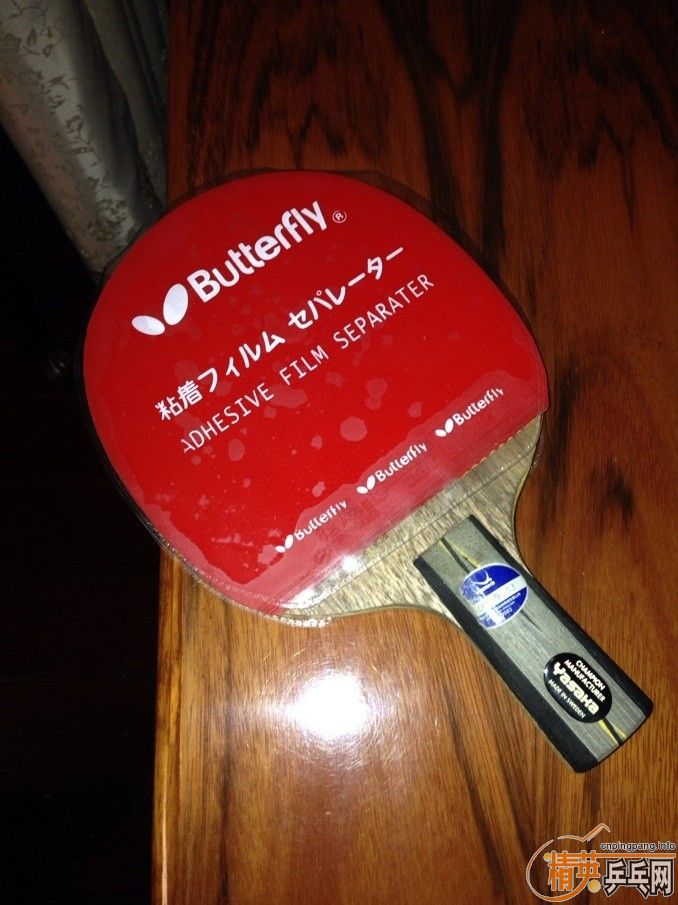 Butterfly®
粘着フィルム セパレーター
ADHESIVE FILM SEPARATER
Butterfly
Butterfly
Butterfly
CHAMPION
MANUFACTURER
Yasaka
MADE IN SWEDEN
cnpingpang.info
精英乒乓网